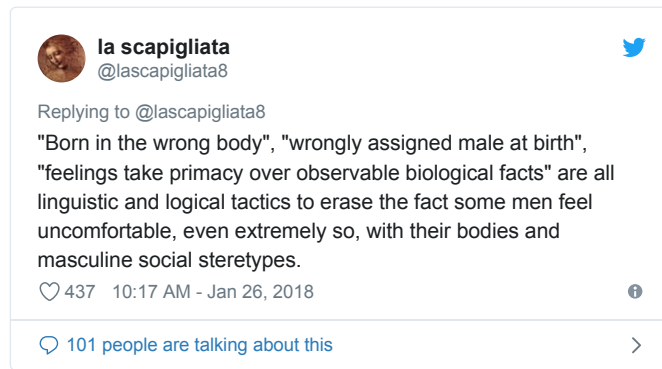 la scapigliata
@lascapigliata8
Replying to @lascapigliata8
"Born in the wrong body", "wrongly assigned male at birth",
"feelings take primacy over observable biological facts" are all
linguistic and logical tactics to erase the fact some men feel
uncomfortable, even extremely so, with their bodies and
masculine social steretypes.
437 10:17 AM - Jan 26, 2018
101 people are talking about this